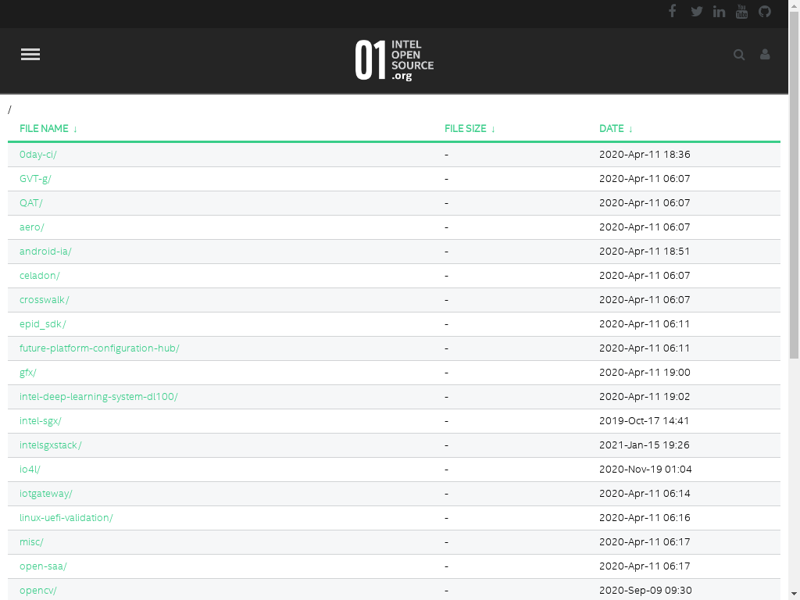 01 INTEL
OPEN
SOURCE
.org
/
FILE NAME ↓ FILE SIZE ↓ DATE ↓
0day-ci/ - 2020-Apr-11 18:36
GVT-g/ - 2020-Apr-11 06:07
QAT/ - 2020-Apr-11 06:07
aero/ - 2020-Apr-11 06:07
android-ia/ - 2020-Apr-11 18:51
celadon/ - 2020-Apr-11 06:07
crosswalk/ - 2020-Apr-11 06:07
epid_sdk/ - 2020-Apr-11 06:11
future-platform-configuration-hub/ - 2020-Apr-11 06:11
gfx/ - 2020-Apr-11 19:00
intel-deep-learning-system-dl100/ - 2020-Apr-11 19:02
intel-sgx/ - 2019-Oct-17 14:41
intelsgxstack/ - 2021-Jan-15 19:26
io4l/ - 2020-Nov-19 01:04
iotgateway/ - 2020-Apr-11 06:14
linux-uefi-validation/ - 2020-Apr-11 06:16
misc/ - 2020-Apr-11 06:17
open-saa/ - 2020-Apr-11 06:17
opencv/ - 2020-Sep-09 09:30